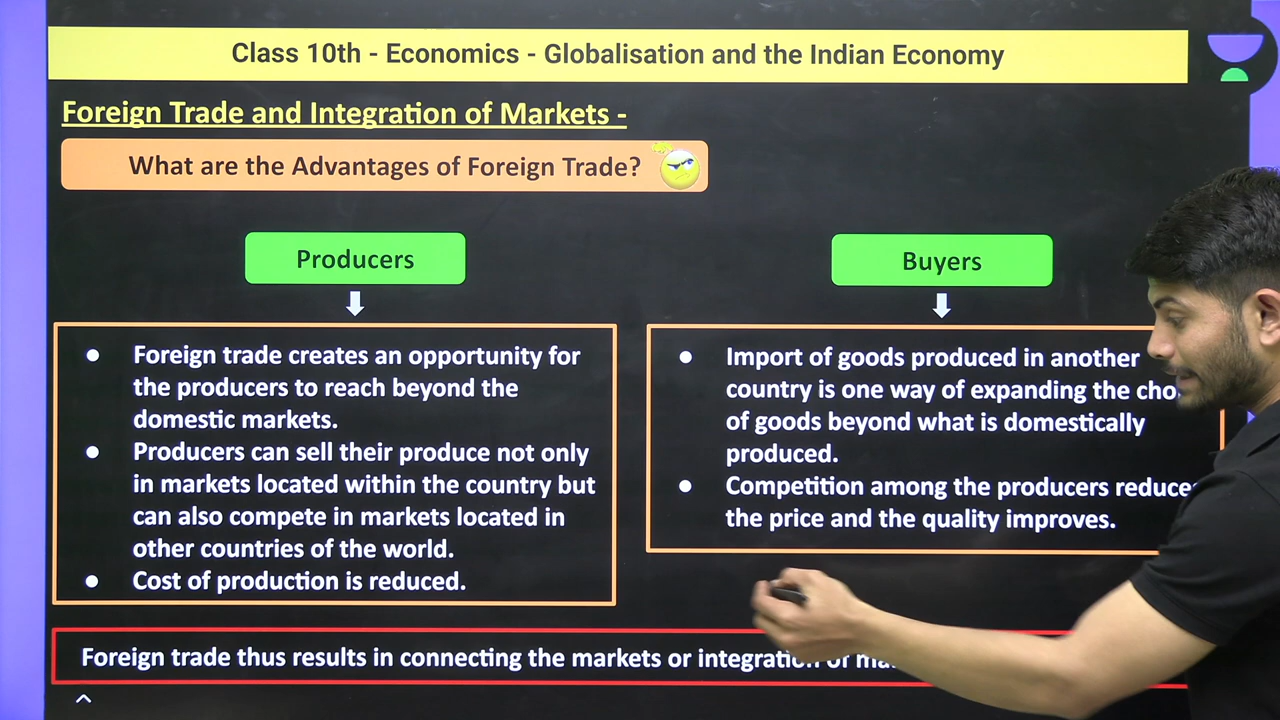 Class 10th - Economics - Globalisation and the Indian Economy
Foreign Trade and Integration of Markets -
What are the Advantages of Foreign Trade?
Producers
● Foreign trade creates an opportunity for
the producers to reach beyond the
domestic markets.
● Producers can sell their produce not only
in markets located within the country but
can also compete in markets located in
other countries of the world.
● Cost of production is reduced.
Buyers
● Import of goods produced in another
country is one way of expanding the
of goods beyond what is domestically
produced.
● Competition among the producers reduces
the price and the quality improves.
Foreign trade thus results in connecting the markets or integration of